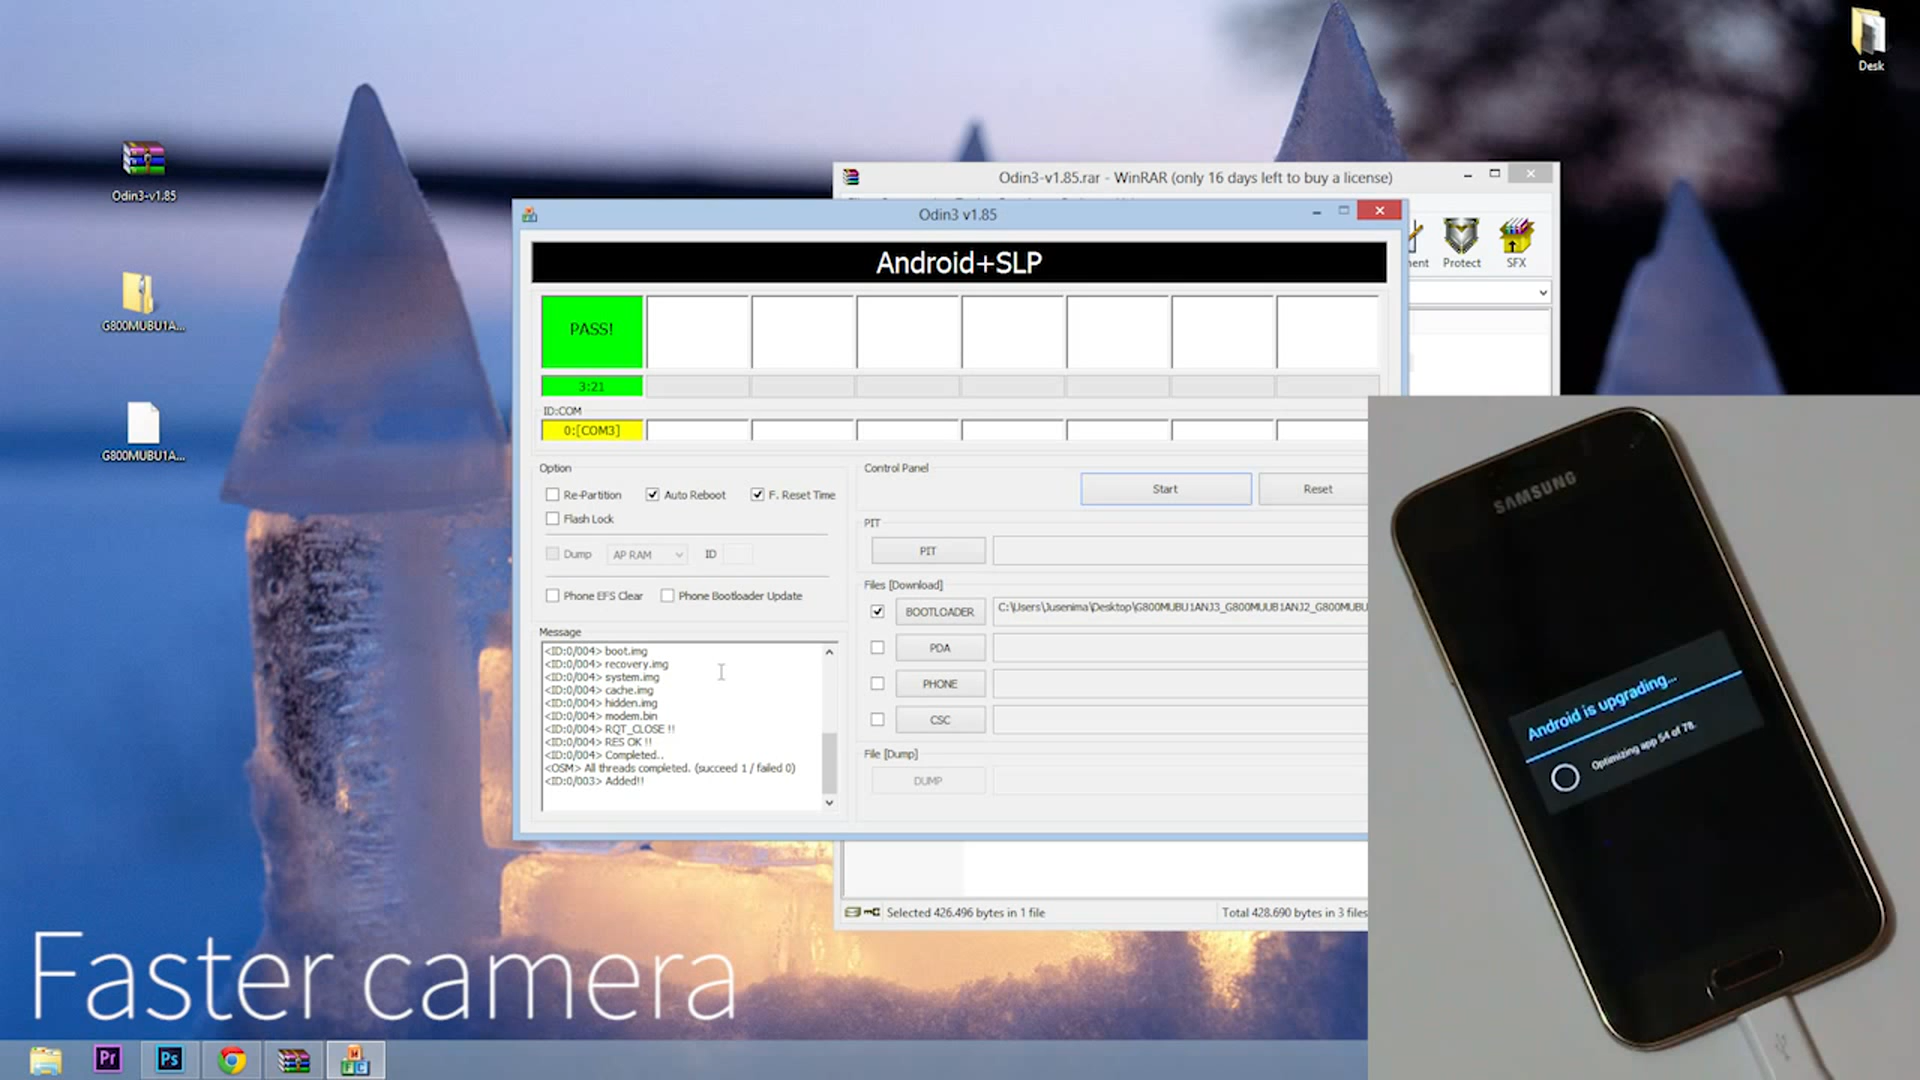 Desk
Odin3-v1.85
G800MUBU1A...
G800MUBU1A...
Odin3-v1.85.rar - WinRAR (only 16 days left to buy a license)
Protect
SFX
Odin3 v1.85
Android+SLP
PASS!
3:21
ID:COM
0:[COM3]
Option
Re-Partition
Auto Reboot
F. Reset Time
Flash Lock
Dump
AP RAM
ID
Phone EFS Clear
Phone Bootloader Update
Message
<ID:0/004> boot.img
<ID:0/004> recovery.img
<ID:0/004> system.img
<ID:0/004> cache.img
<ID:0/004> hidden.img
<ID:0/004> modem.bin
<ID:0/004> RQT_CLOSE !!
<ID:0/004> RES OK !!
<ID:0/004> Completed..
<OSM> All threads completed. (succeed 1 / failed 0)
<ID:0/003> Added!!
Control Panel
Start
Reset
PIT
PIT
Files [Download]
BOOTLOADER
C:\Users\Jusenima\Desktop\G800MUBU1ANJ3_G800MUUB1ANJ2_G800MUBU
PDA
PHONE
CSC
File [Dump]
DUMP
Selected 426.496 bytes in 1 file
Total 428.690 bytes in 3 files
SAMSUNG
Android is upgrading...
Optimizing app 54 of 78.
Faster camera
Pr
Ps